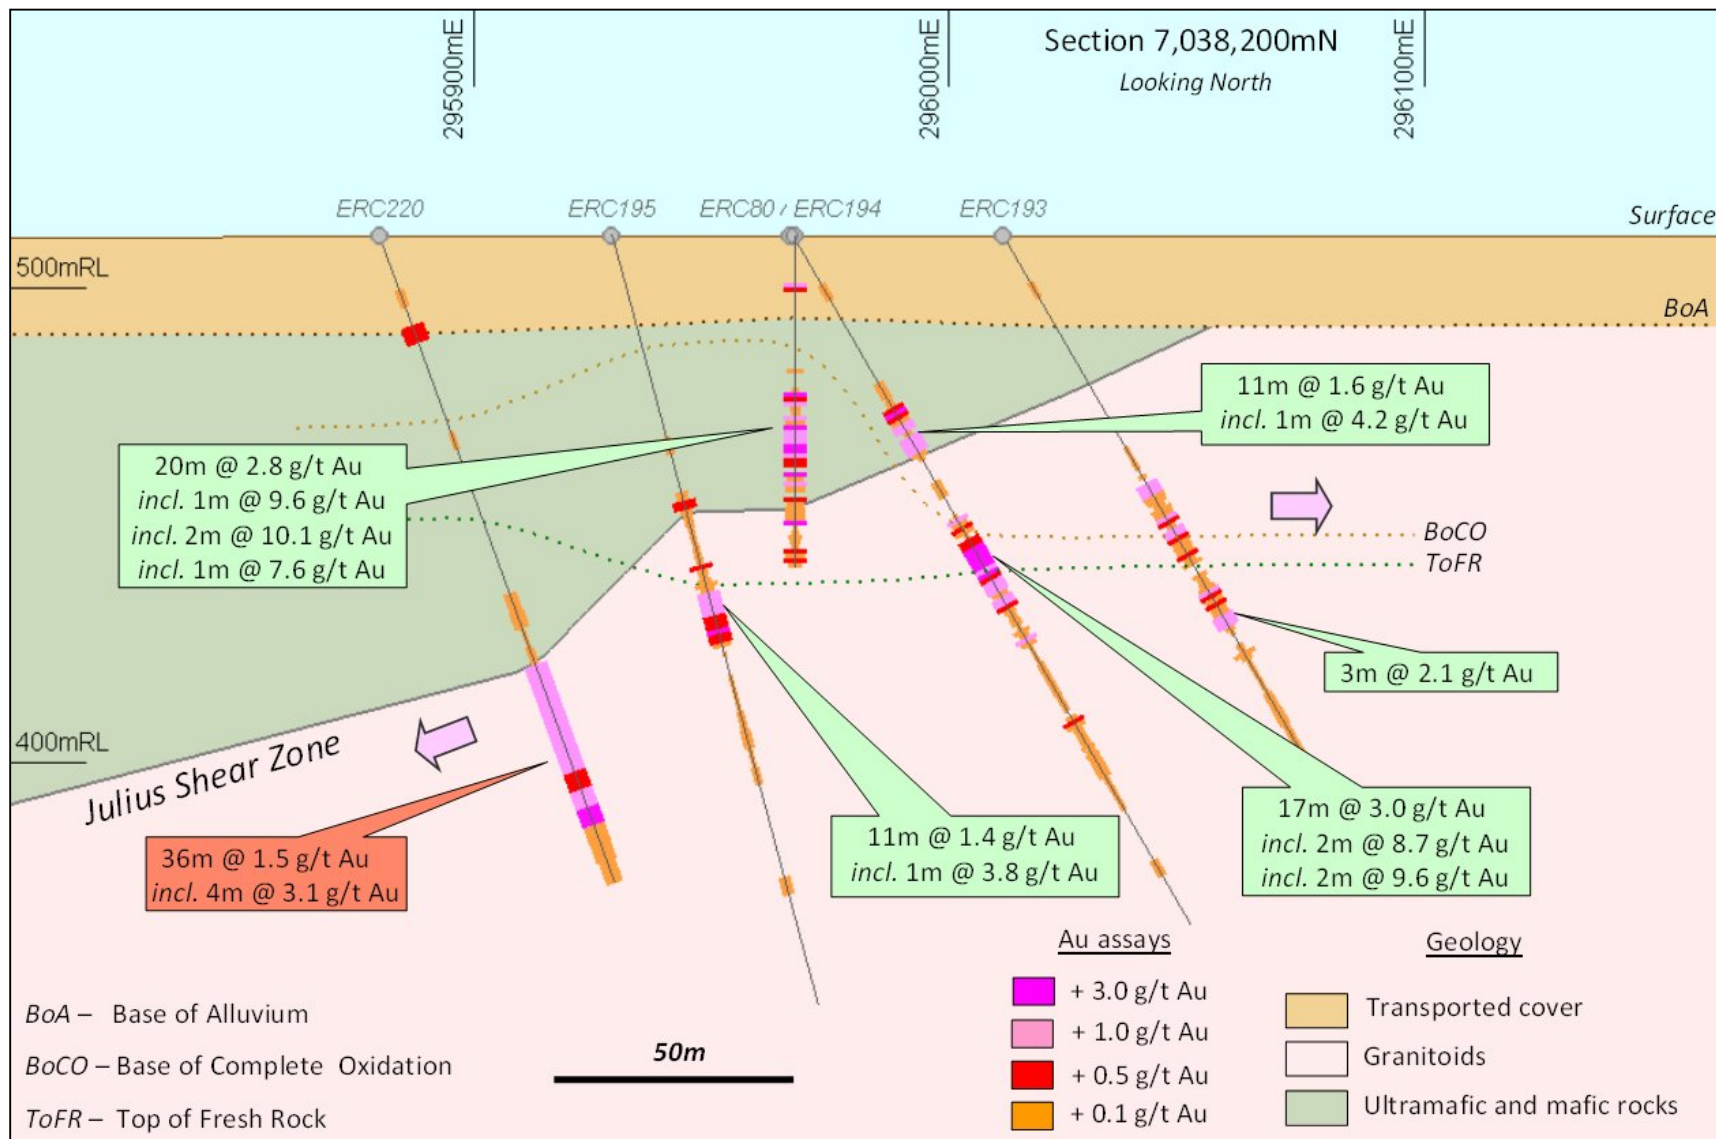 295900mE
296000mE
296100mE
Section 7,038,200mN
Looking North
ERC220
ERC195
ERC80 / ERC194
ERC193
Surface
500mRL
BoA
11m @ 1.6 g/t Au
incl. 1m @ 4.2 g/t Au
20m @ 2.8 g/t Au
incl. 1m @ 9.6 g/t Au
incl. 2m @ 10.1 g/t Au
incl. 1m @ 7.6 g/t Au
BoCO
ToFR
3m @ 2.1 g/t Au
400mRL
Julius Shear Zone
36m @ 1.5 g/t Au
incl. 4m @ 3.1 g/t Au
11m @ 1.4 g/t Au
incl. 1m @ 3.8 g/t Au
17m @ 3.0 g/t Au
incl. 2m @ 8.7 g/t Au
incl. 2m @ 9.6 g/t Au
BoA – Base of Alluvium
BoCO – Base of Complete Oxidation
ToFR – Top of Fresh Rock
50m
Au assays
+ 3.0 g/t Au
+ 1.0 g/t Au
+ 0.5 g/t Au
+ 0.1 g/t Au
Geology
Transported cover
Granitoids
Ultramafic and mafic rocks